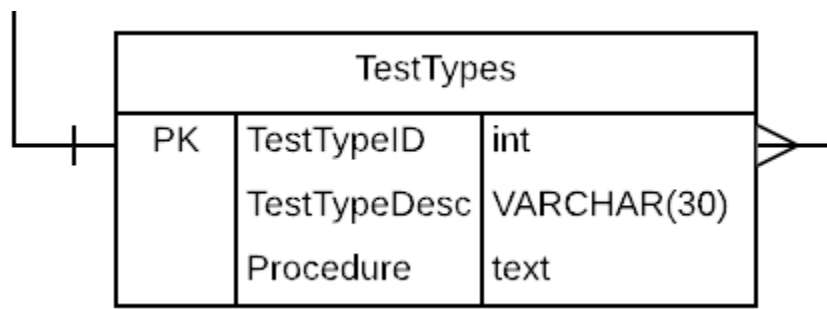 TestTypes
PK TestTypeID int
TestTypeDesc VARCHAR(30)
Procedure text